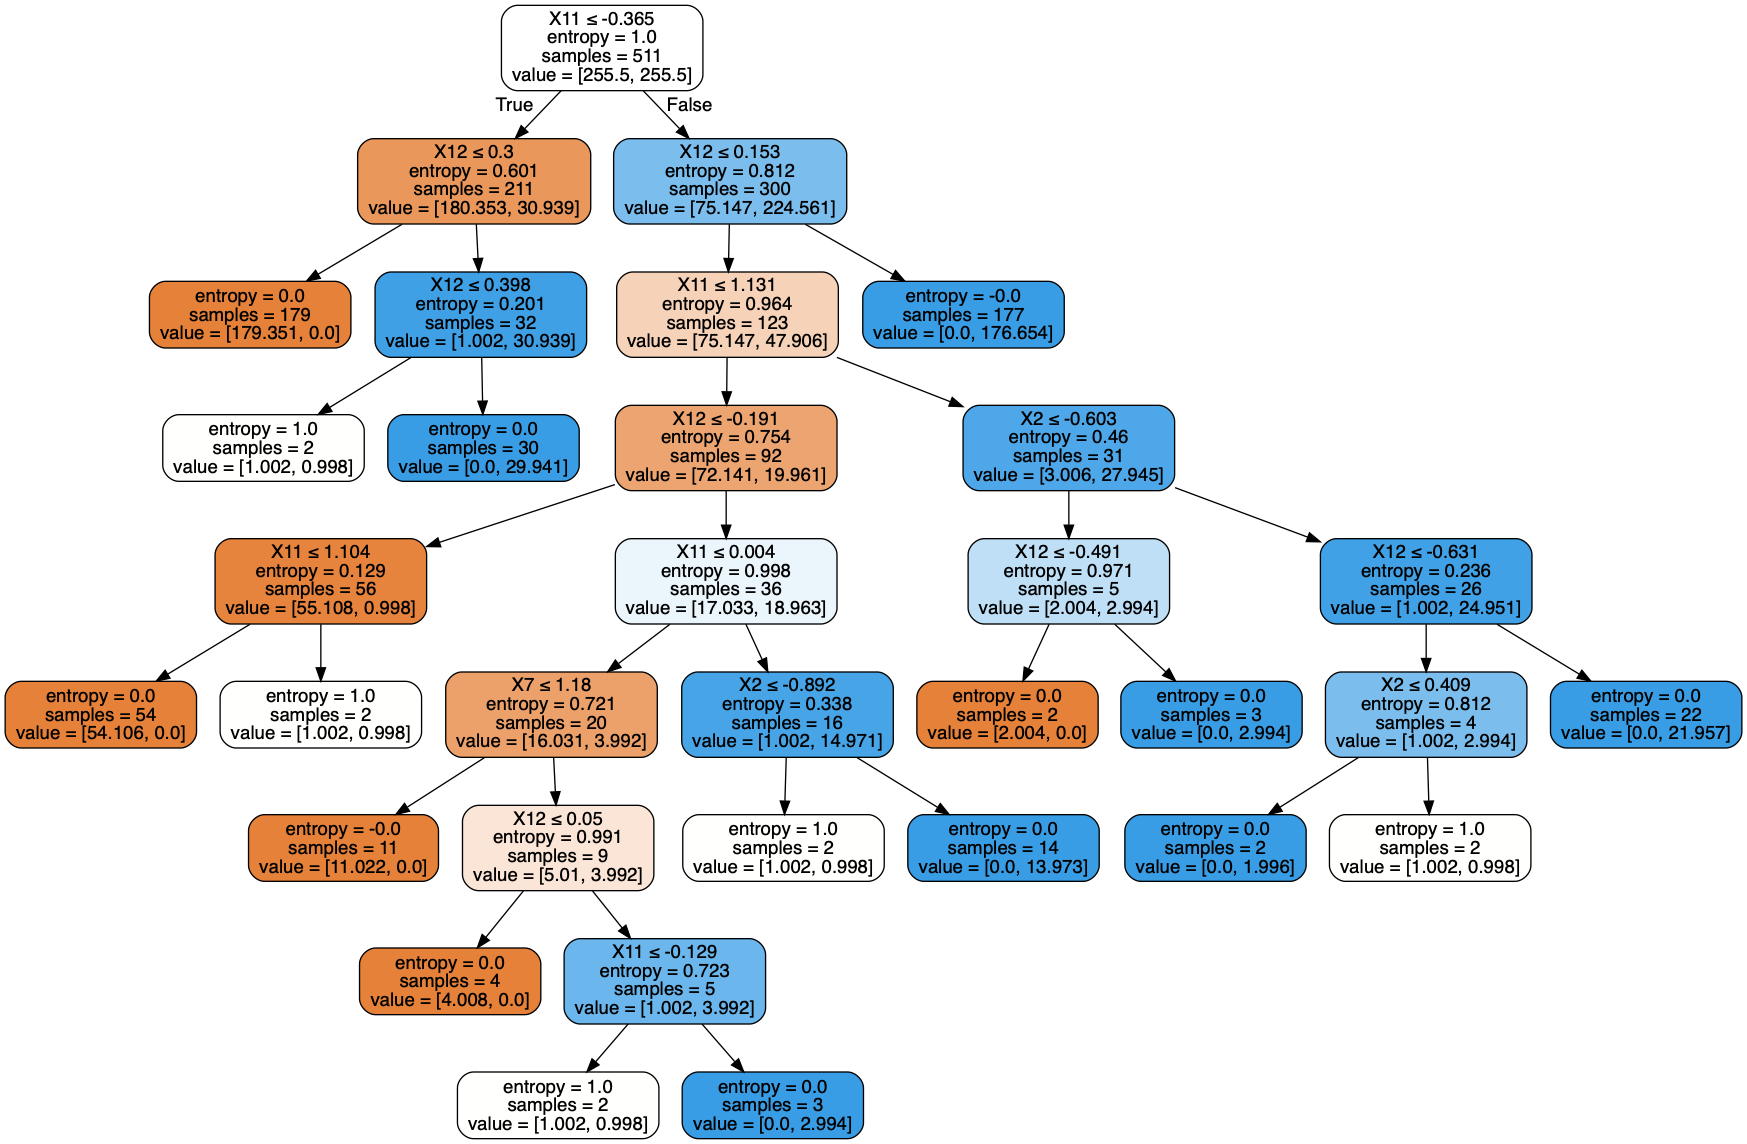 X11 ≤ -0.365
entropy = 1.0
samples = 511
value = [255.5, 255.5]
True
False
X12 ≤ 0.3
entropy = 0.601
samples = 211
value = [180.353, 30.939]
X12 ≤ 0.153
entropy = 0.812
samples = 300
value = [75.147, 224.561]
entropy = 0.0
samples = 179
value = [179.351, 0.0]
X12 ≤ 0.398
entropy = 0.201
samples = 32
value = [1.002, 30.939]
X11 ≤ 1.131
entropy = 0.964
samples = 123
value = [75.147, 47.906]
entropy = -0.0
samples = 177
value = [0.0, 176.654]
entropy = 1.0
samples = 2
value = [1.002, 0.998]
entropy = 0.0
samples = 30
value = [0.0, 29.941]
X12 ≤ -0.191
entropy = 0.754
samples = 92
value = [72.141, 19.961]
X2 ≤ -0.603
entropy = 0.46
samples = 31
value = [3.006, 27.945]
X11 ≤ 1.104
entropy = 0.129
samples = 56
value = [55.108, 0.998]
X11 ≤ 0.004
entropy = 0.998
samples = 36
value = [17.033, 18.963]
X12 ≤ -0.491
entropy = 0.971
samples = 5
value = [2.004, 2.994]
X12 ≤ -0.631
entropy = 0.236
samples = 26
value = [1.002, 24.951]
entropy = 0.0
samples = 54
value = [54.106, 0.0]
entropy = 1.0
samples = 2
value = [1.002, 0.998]
X7 ≤ 1.18
entropy = 0.721
samples = 20
value = [16.031, 3.992]
X2 ≤ -0.892
entropy = 0.338
samples = 16
value = [1.002, 14.971]
entropy = 0.0
samples = 2
value = [2.004, 0.0]
entropy = 0.0
samples = 3
value = [0.0, 2.994]
X2 ≤ 0.409
entropy = 0.812
samples = 4
value = [1.002, 2.994]
entropy = 0.0
samples = 22
value = [0.0, 21.957]
entropy = -0.0
samples = 11
value = [11.022, 0.0]
X12 ≤ 0.05
entropy = 0.991
samples = 9
value = [5.01, 3.992]
entropy = 1.0
samples = 2
value = [1.002, 0.998]
entropy = 0.0
samples = 14
value = [0.0, 13.973]
entropy = 0.0
samples = 2
value = [0.0, 1.996]
entropy = 1.0
samples = 2
value = [1.002, 0.998]
entropy = 0.0
samples = 4
value = [4.008, 0.0]
X11 ≤ -0.129
entropy = 0.723
samples = 5
value = [1.002, 3.992]
entropy = 1.0
samples = 2
value = [1.002, 0.998]
entropy = 0.0
samples = 3
value = [0.0, 2.994]